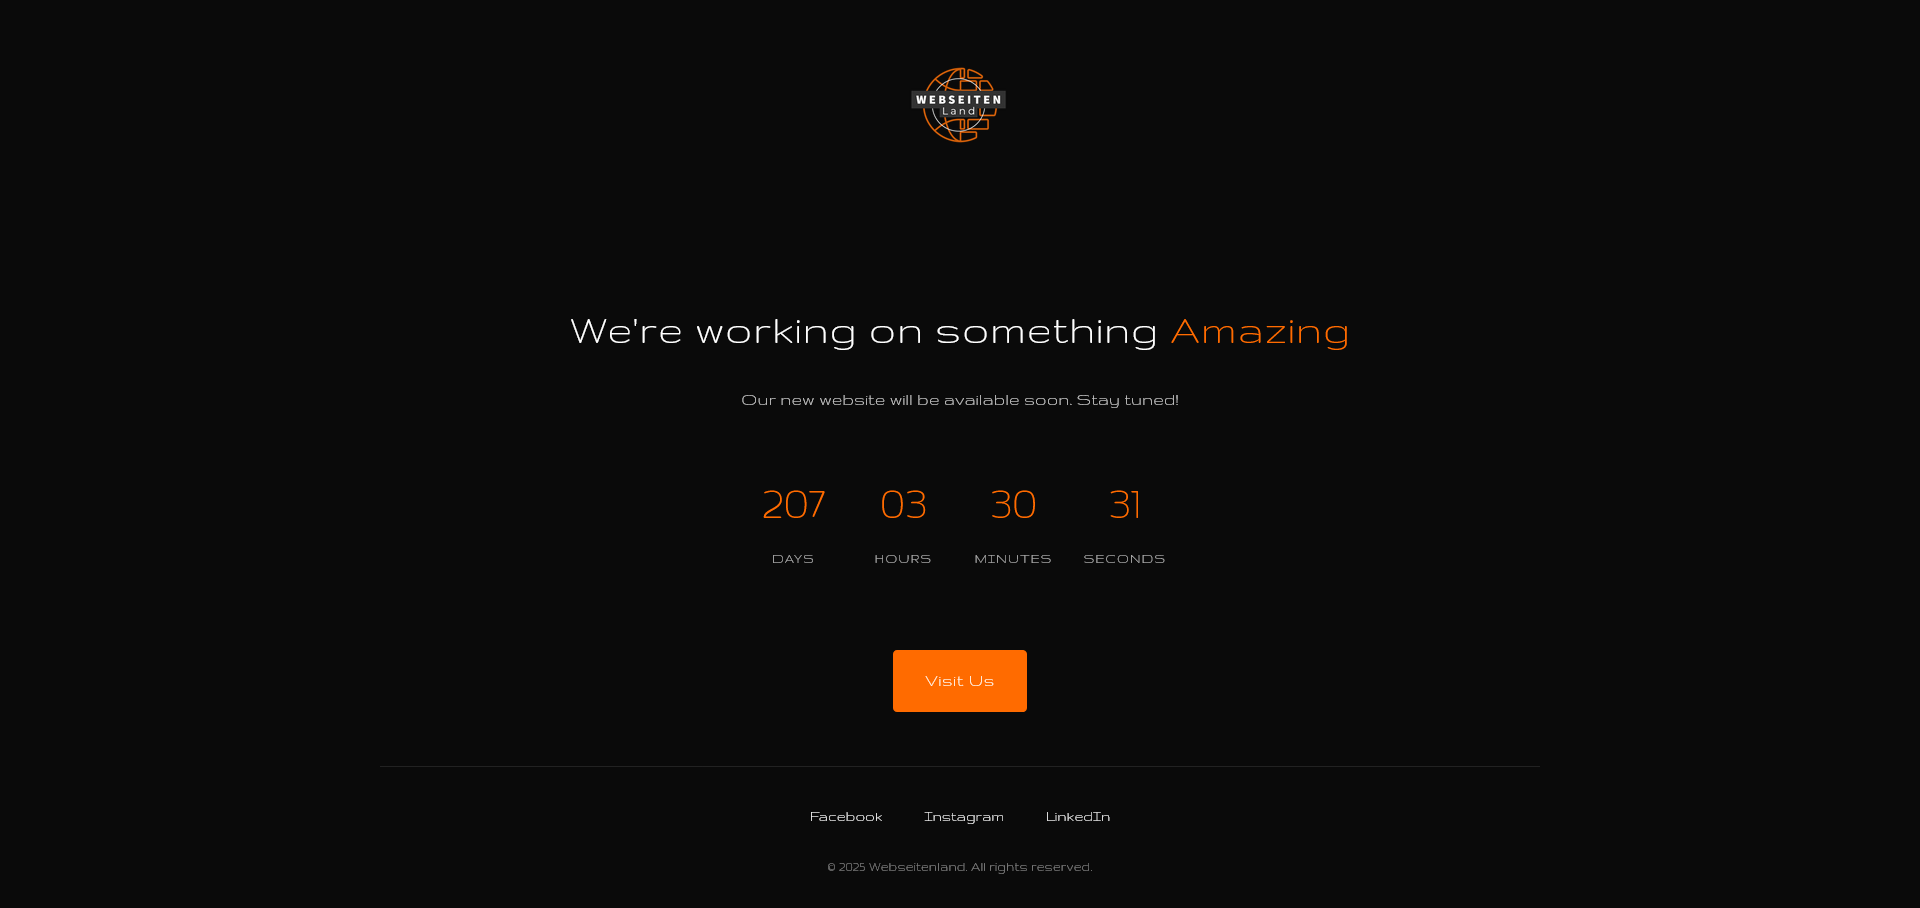 WEBSEITEN
Land
We're working on something Amazing
Our new website will be available soon. Stay tuned!
207 03 30 31
DAYS HOURS MINUTES SECONDS
Visit Us
Facebook Instagram LinkedIn
© 2025 Webseitenland. All rights reserved.